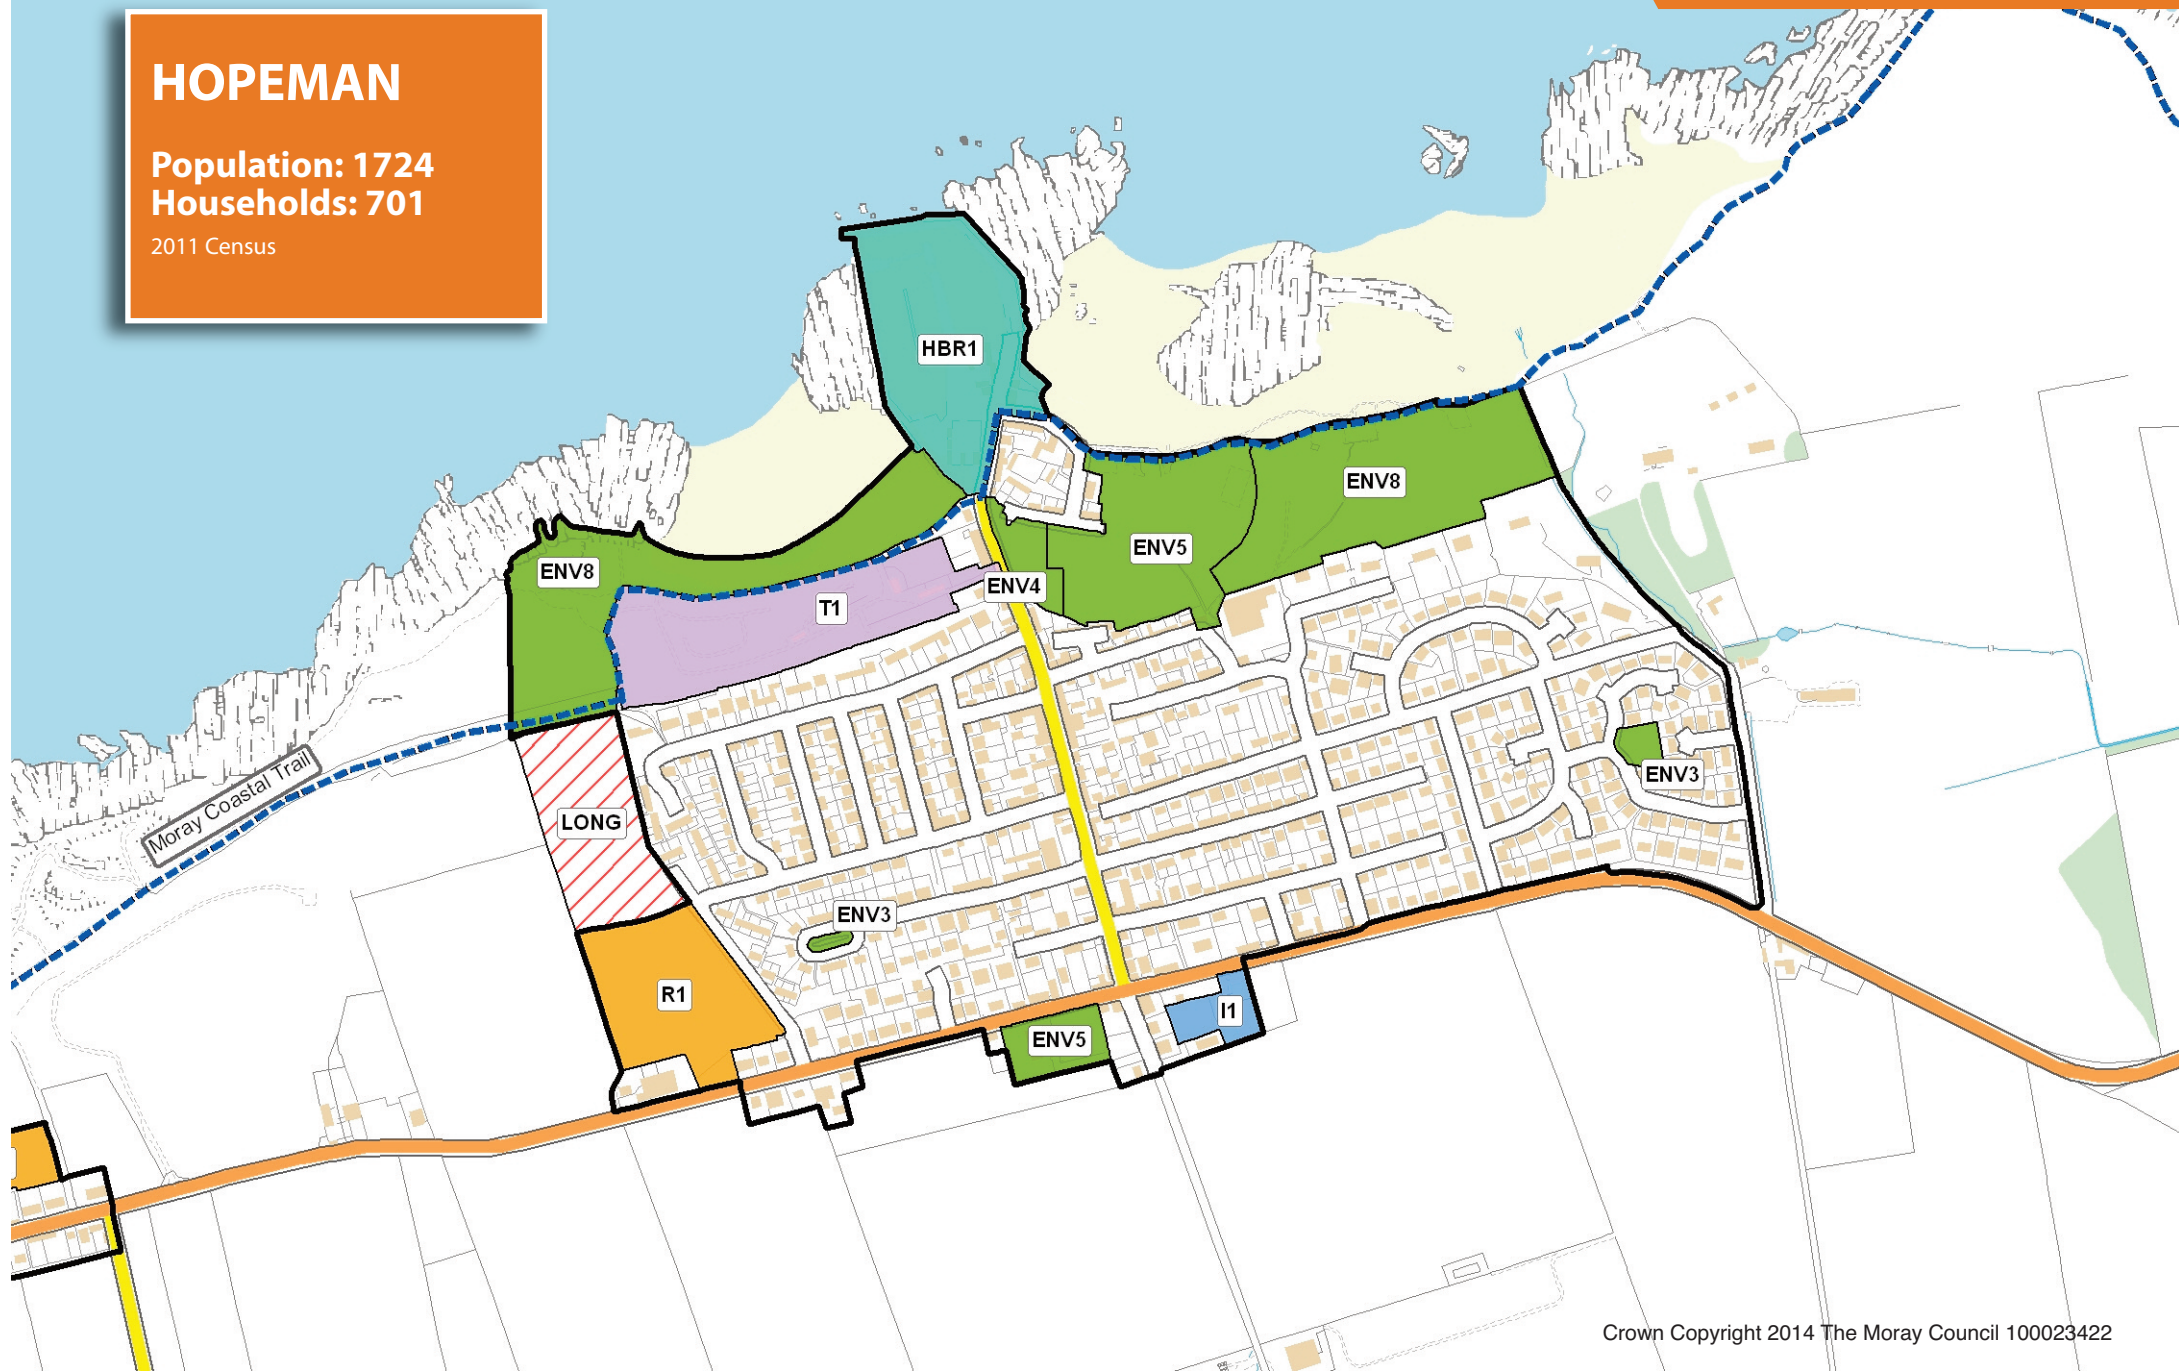 HOPEMAN
Population: 1724
Households: 701
2011 Census
HBR1
ENV8
ENV5
ENV8
ENV4
T1
ENV3
Moray Coastal Trail
LONG
ENV3
R1
I1
ENV5
Crown Copyright 2014 The Moray Council 100023422